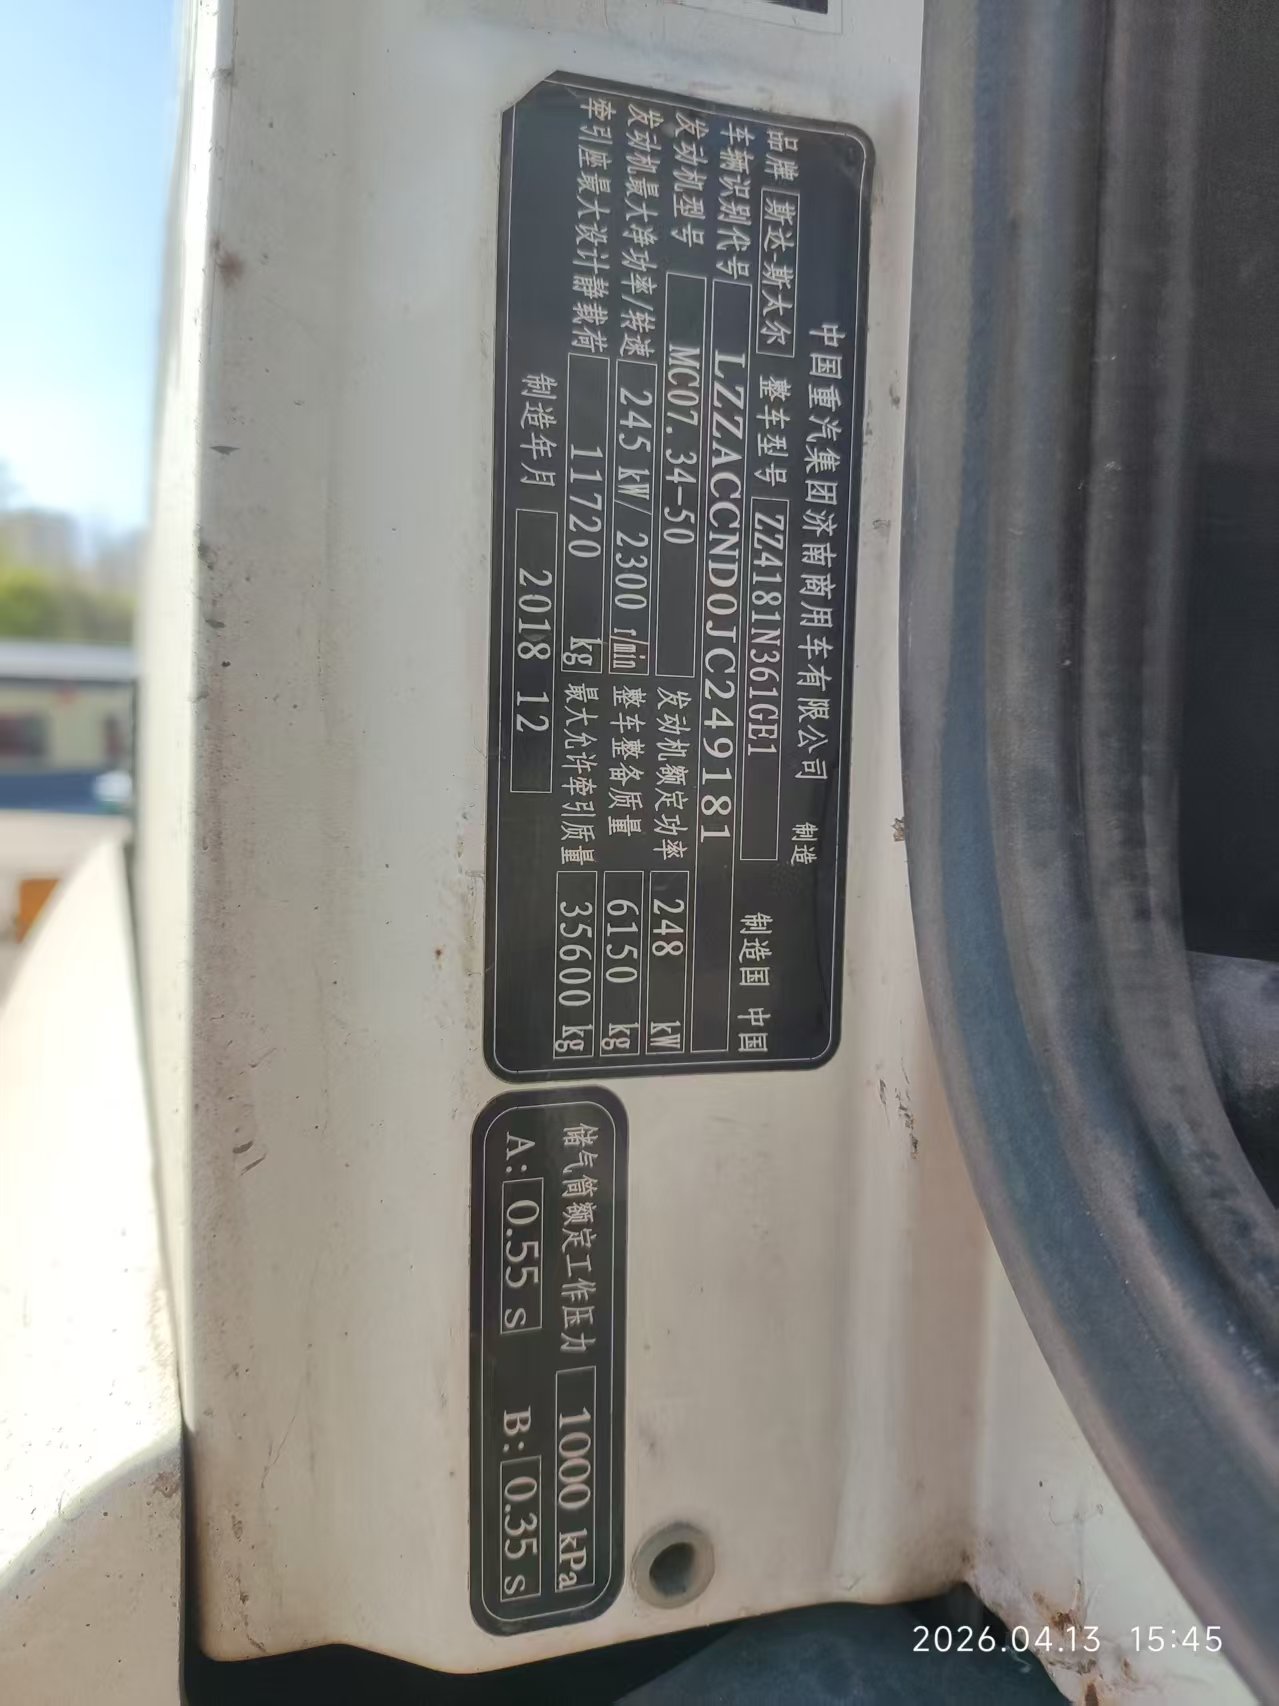 中国重汽集团济南商用车有限公司 制造
品牌 斯达-斯太尔 整车型号 ZZ4181N361GE1 制造国 中国
车辆识别代号 LZZACCND0JC249181
发动机型号 MC07.34-50 发动机额定功率 248 kW
发动机最大净功率/转速 245 kW/ 2300 r/min 整车整备质量 6150 kg
牵引座最大设计静载荷 11720 kg 最大允许牵引质量 35600 kg
制造年月 2018 12
储气筒额定工作压力 1000 kPa
A: 0.55 s B: 0.35 s
2026.04.13 15:45